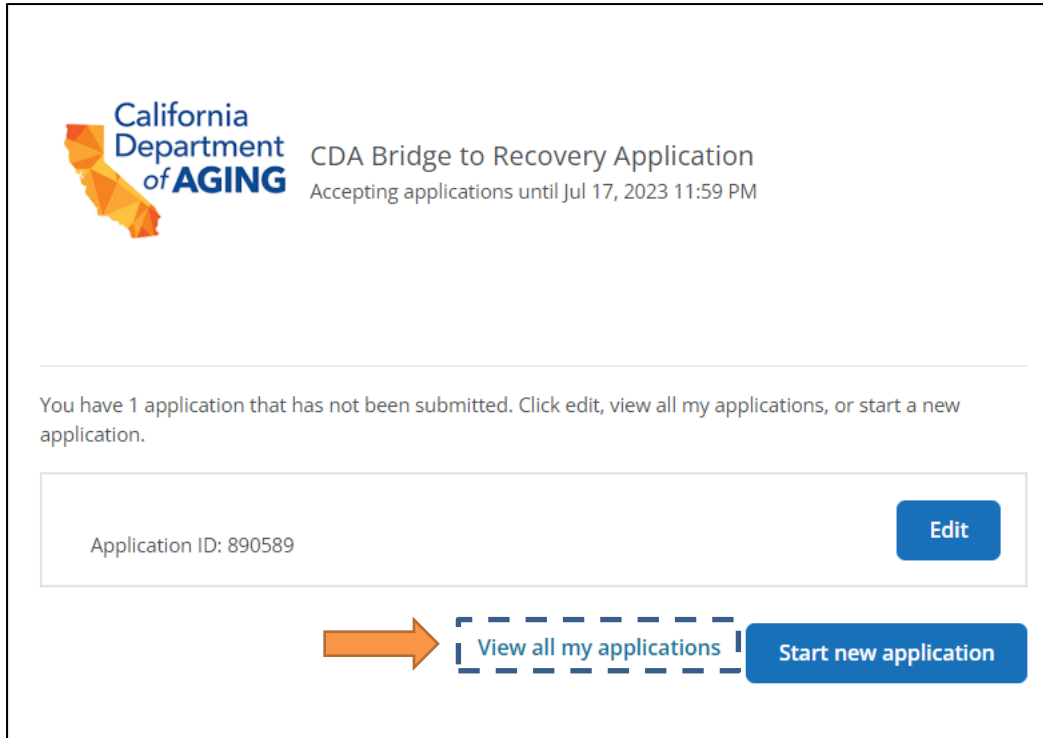 California
Department
of AGING
CDA Bridge to Recovery Application
Accepting applications until Jul 17, 2023 11:59 PM
You have 1 application that has not been submitted. Click edit, view all my applications, or start a new
application.
Application ID: 890589
Edit
View all my applications
Start new application